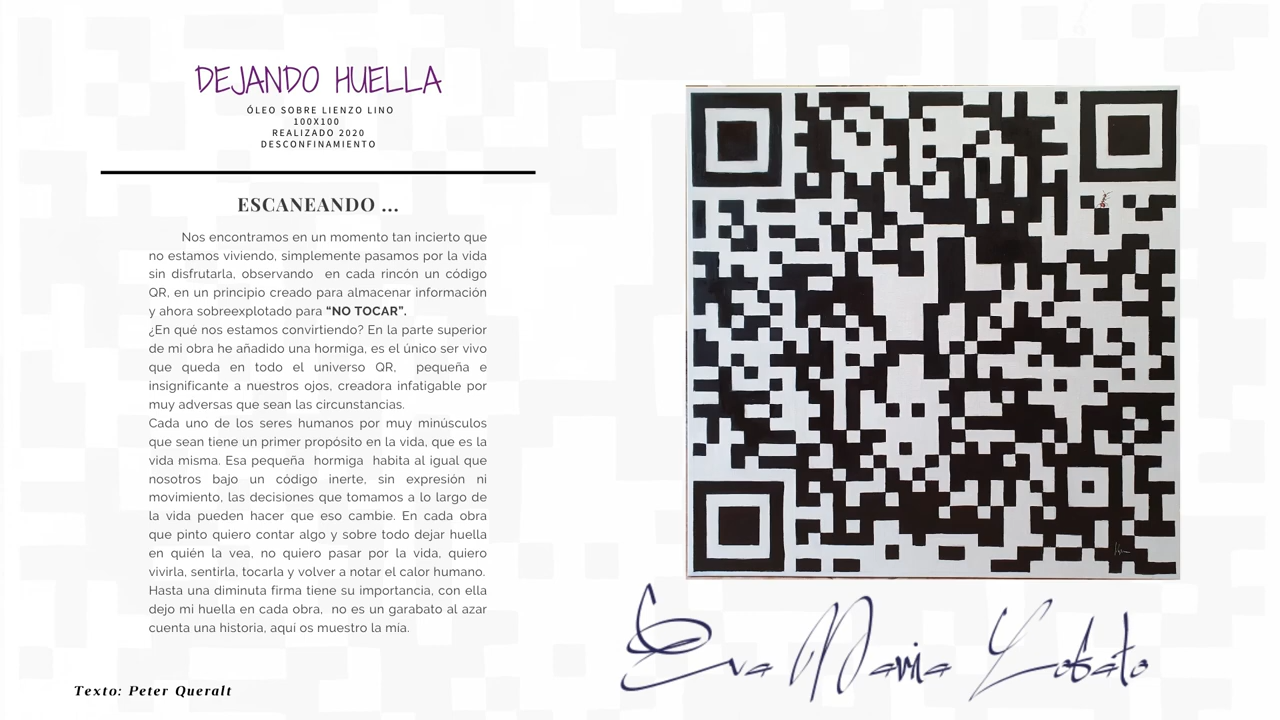 DEJANDO HUELLA
ÓLEO SOBRE LIENZO LINO
100X100
REALIZADO 2020
DESCONFINAMIENTO
ESCANEANDO ...
Nos encontramos en un momento tan incierto que
no estamos viviendo, simplemente pasamos por la vida
sin disfrutarla, observando en cada rincón un código
QR, en un principio creado para almacenar información
y ahora sobreexplotado para “NO TOCAR”.
¿En qué nos estamos convirtiendo? En la parte superior
de mi obra he añadido una hormiga, es el único ser vivo
que queda en todo el universo QR, pequeña e
insignificante a nuestros ojos, creadora infatigable por
muy adversas que sean las circunstancias.
Cada uno de los seres humanos por muy minúsculos
que sean tiene un primer propósito en la vida, que es la
vida misma. Esa pequeña hormiga habita al igual que
nosotros bajo un código inerte, sin expresión ni
movimiento, las decisiones que tomamos a lo largo de
la vida pueden hacer que eso cambie. En cada obra
que pinto quiero contar algo y sobre todo dejar huella
en quién la vea, no quiero pasar por la vida, quiero
vivirla, sentirla, tocarla y volver a notar el calor humano.
Hasta una diminuta firma tiene su importancia, con ella
dejo mi huella en cada obra, no es un garabato al azar
cuenta una historia, aquí os muestro la mía.
Texto: Peter Queralt
Eva Maria Lobato